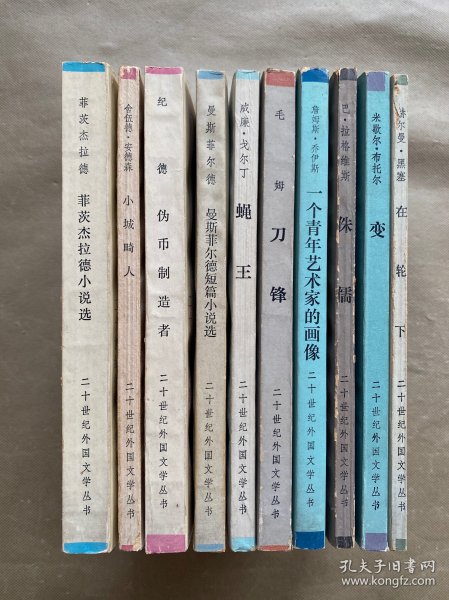 菲茨杰拉德
菲茨杰拉德小说选
二十世纪外国文学丛书
舍伍德·安德森
小城畸人
二十世纪外国文学丛书
纪德
伪币制造者
二十世纪外国文学丛书
曼斯菲尔德
曼斯菲尔德短篇小说选
二十世纪外国文学丛书
威廉·戈尔丁
蝇王
二十世纪外国文学丛书
毛姆
刀锋
二十世纪外国文学丛书
詹姆斯·乔伊斯
一个青年艺术家的画像
二十世纪外国文学丛书
巴·拉格维斯
侏儒
二十世纪外国文学丛书
米歇尔·布托尔
变
二十世纪外国文学丛书
赫尔曼·黑塞
在轮下
二十世纪外国文学丛书
孔夫子旧书网
www.kongfz.com